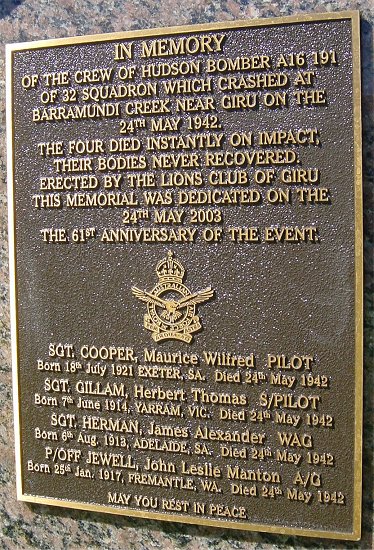 IN MEMORY
OF THE CREW OF HUDSON BOMBER A16 191
OF 32 SQUADRON WHICH CRASHED AT
BARRAMUNDI CREEK NEAR GIRU ON THE
24TH MAY 1942.
THE FOUR DIED INSTANTLY ON IMPACT,
THEIR BODIES NEVER RECOVERED.
ERECTED BY THE LIONS CLUB OF GIRU
THIS MEMORIAL WAS DEDICATED ON THE
24TH MAY 2003
THE 61ST ANNIVERSARY OF THE EVENT.
AUSTRALIAN
SGT. COOPER, Maurice Wilfred PILOT
Born 18th July 1921 EXETER, SA. Died 24th May 1942
SGT. GILLAM, Herbert Thomas S/PILOT
Born 7th June 1914, YARRAM, VIC. Died 24th May 1942
SGT. HERMAN, James Alexander WAG
Born 6th Aug. 1913, ADELAIDE, SA. Died 24th May 1942
P/OFF JEWELL, John Leslie Manton A/G
Born 25th Jan. 1917, FREMANTLE, WA. Died 24th May 1942
MAY YOU REST IN PEACE